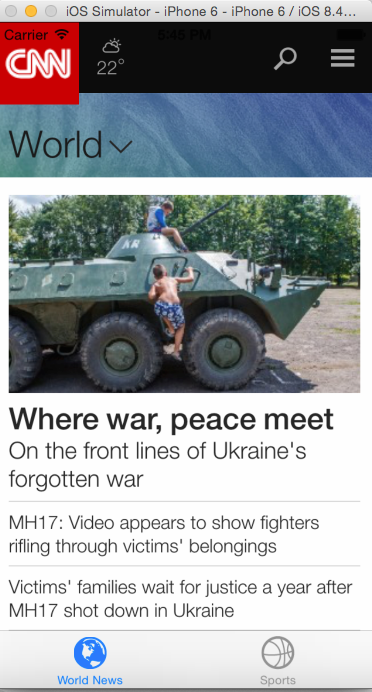 iOS Simulator - iPhone 6 - iPhone 6 / iOS 8.4...
Carrier 5:45 PM
CNN
22°
World
Where war, peace meet
On the front lines of Ukraine's
forgotten war
MH17: Video appears to show fighters
rifling through victims' belongings
Victims' families wait for justice a year after
MH17 shot down in Ukraine
World News
Sports